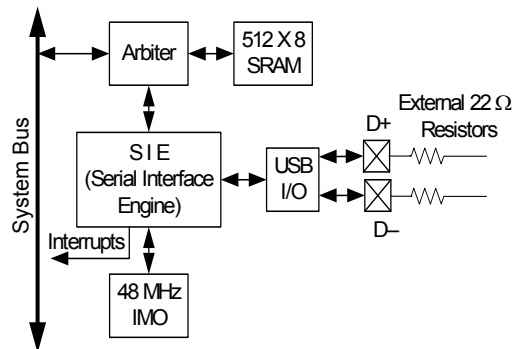 System Bus
Arbiter
512 X 8
SRAM
S I E
(Serial Interface
Engine)
USB
I/O
D+
D–
External 22 Ω
Resistors
Interrupts
48 MHz
IMO